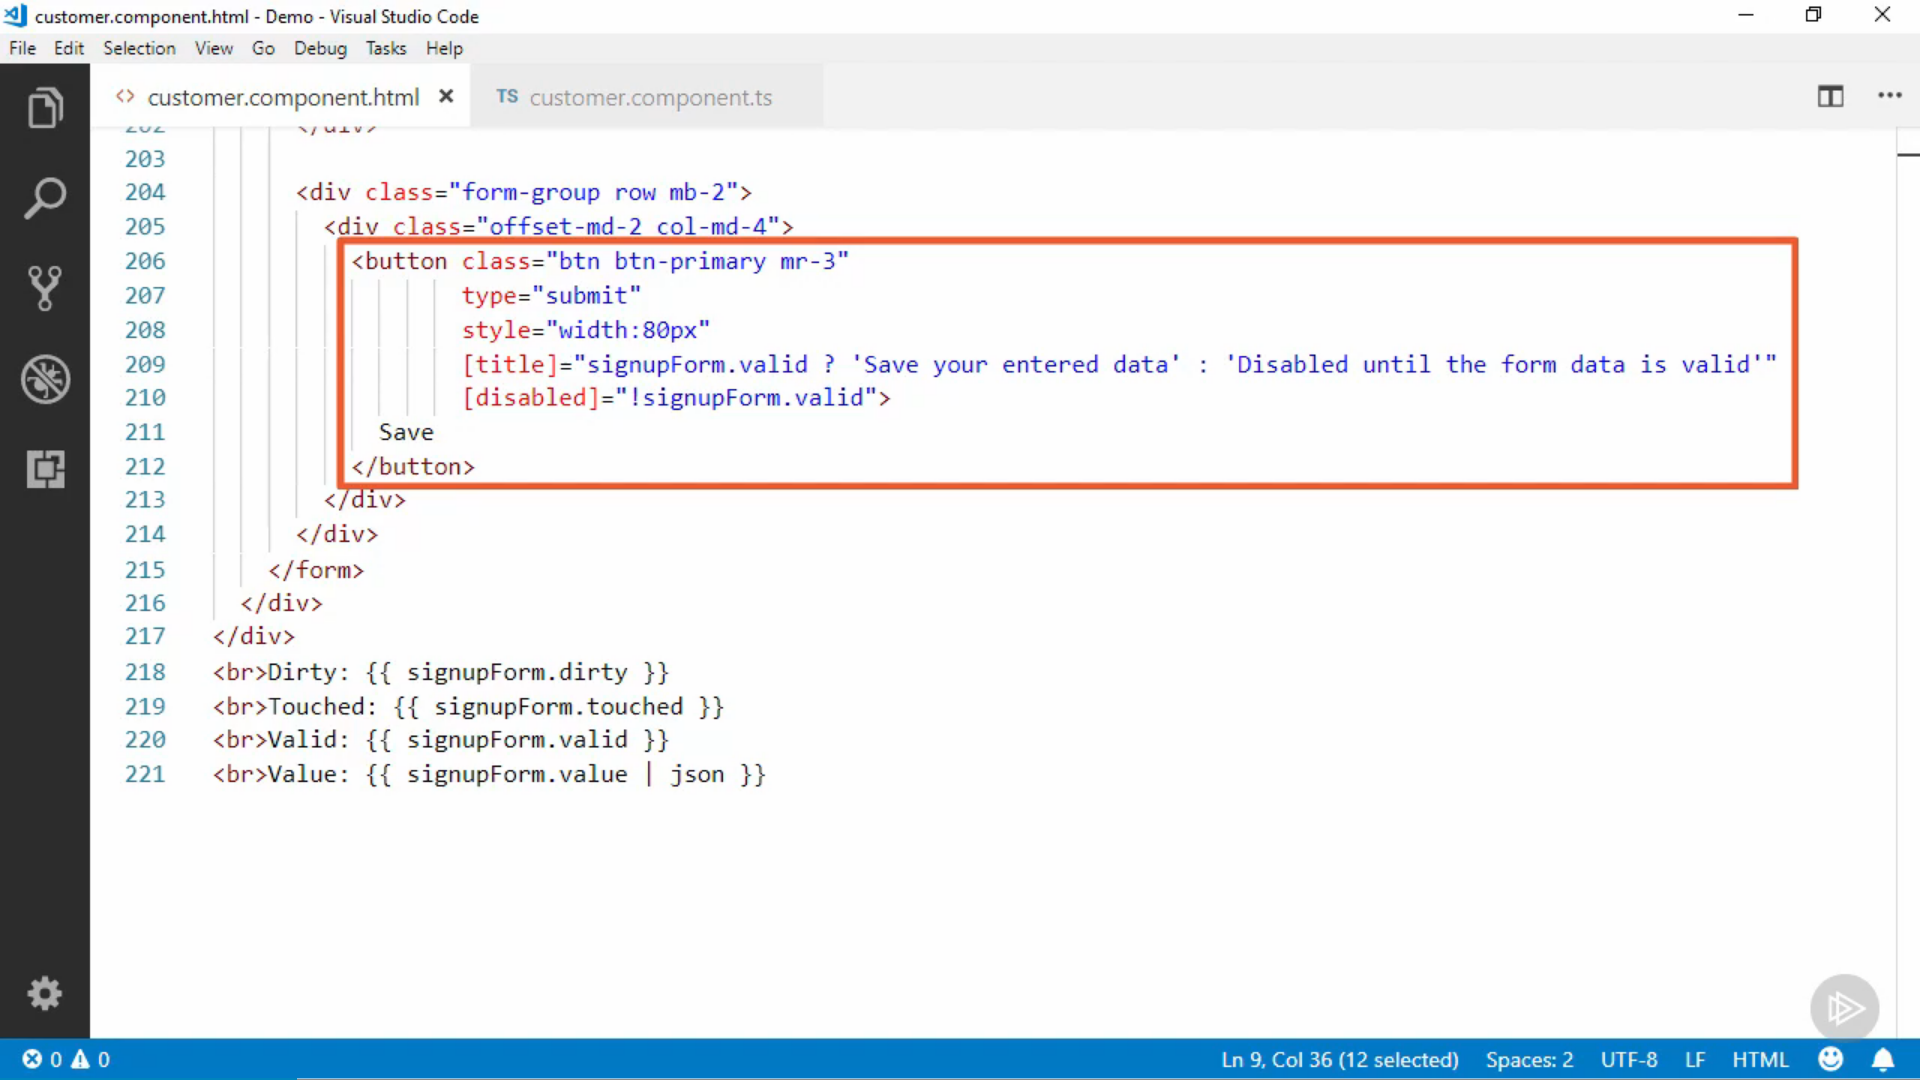 customer.component.html - Demo - Visual Studio Code
File Edit Selection View Go Debug Tasks Help
<> customer.component.html TS customer.component.ts
202 </div>
203
204 <div class="form-group row mb-2">
205 <div class="offset-md-2 col-md-4">
206 <button class="btn btn-primary mr-3"
207 type="submit"
208 style="width:80px"
209 [title]="signupForm.valid ? 'Save your entered data' : 'Disabled until the form data is valid'"
210 [disabled]="!signupForm.valid">
211 Save
212 </button>
213 </div>
214 </div>
215 </form>
216 </div>
217 </div>
218 <br>Dirty: {{ signupForm.dirty }}
219 <br>Touched: {{ signupForm.touched }}
220 <br>Valid: {{ signupForm.valid }}
221 <br>Value: {{ signupForm.value | json }}
0 0 Ln 9, Col 36 (12 selected) Spaces: 2 UTF-8 LF HTML